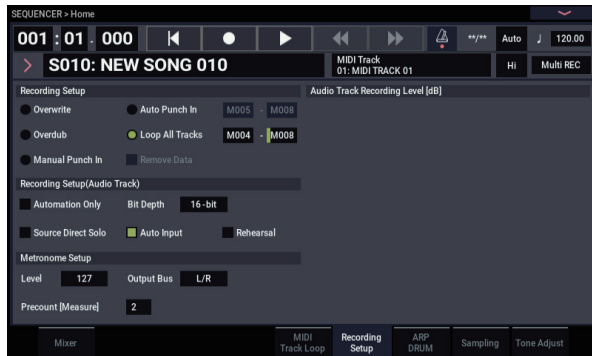 SEQUENCER > Home
001 : 01 . 000 **/** Auto ♩ 120.00
S010: NEW SONG 010
MIDI Track
01: MIDI TRACK 01
Hi Multi REC
Recording Setup
Audio Track Recording Level [dB]
Overwrite Auto Punch In M005 - M008
Overdub Loop All Tracks M004 - M008
Manual Punch In Remove Data
Recording Setup(Audio Track)
Automation Only Bit Depth 16-bit
Source Direct Solo Auto Input Rehearsal
Metronome Setup
Level 127 Output Bus L/R
Precount [Measure] 2
Mixer
MIDI
Track Loop
Recording
Setup
ARP
DRUM
Sampling
Tone Adjust